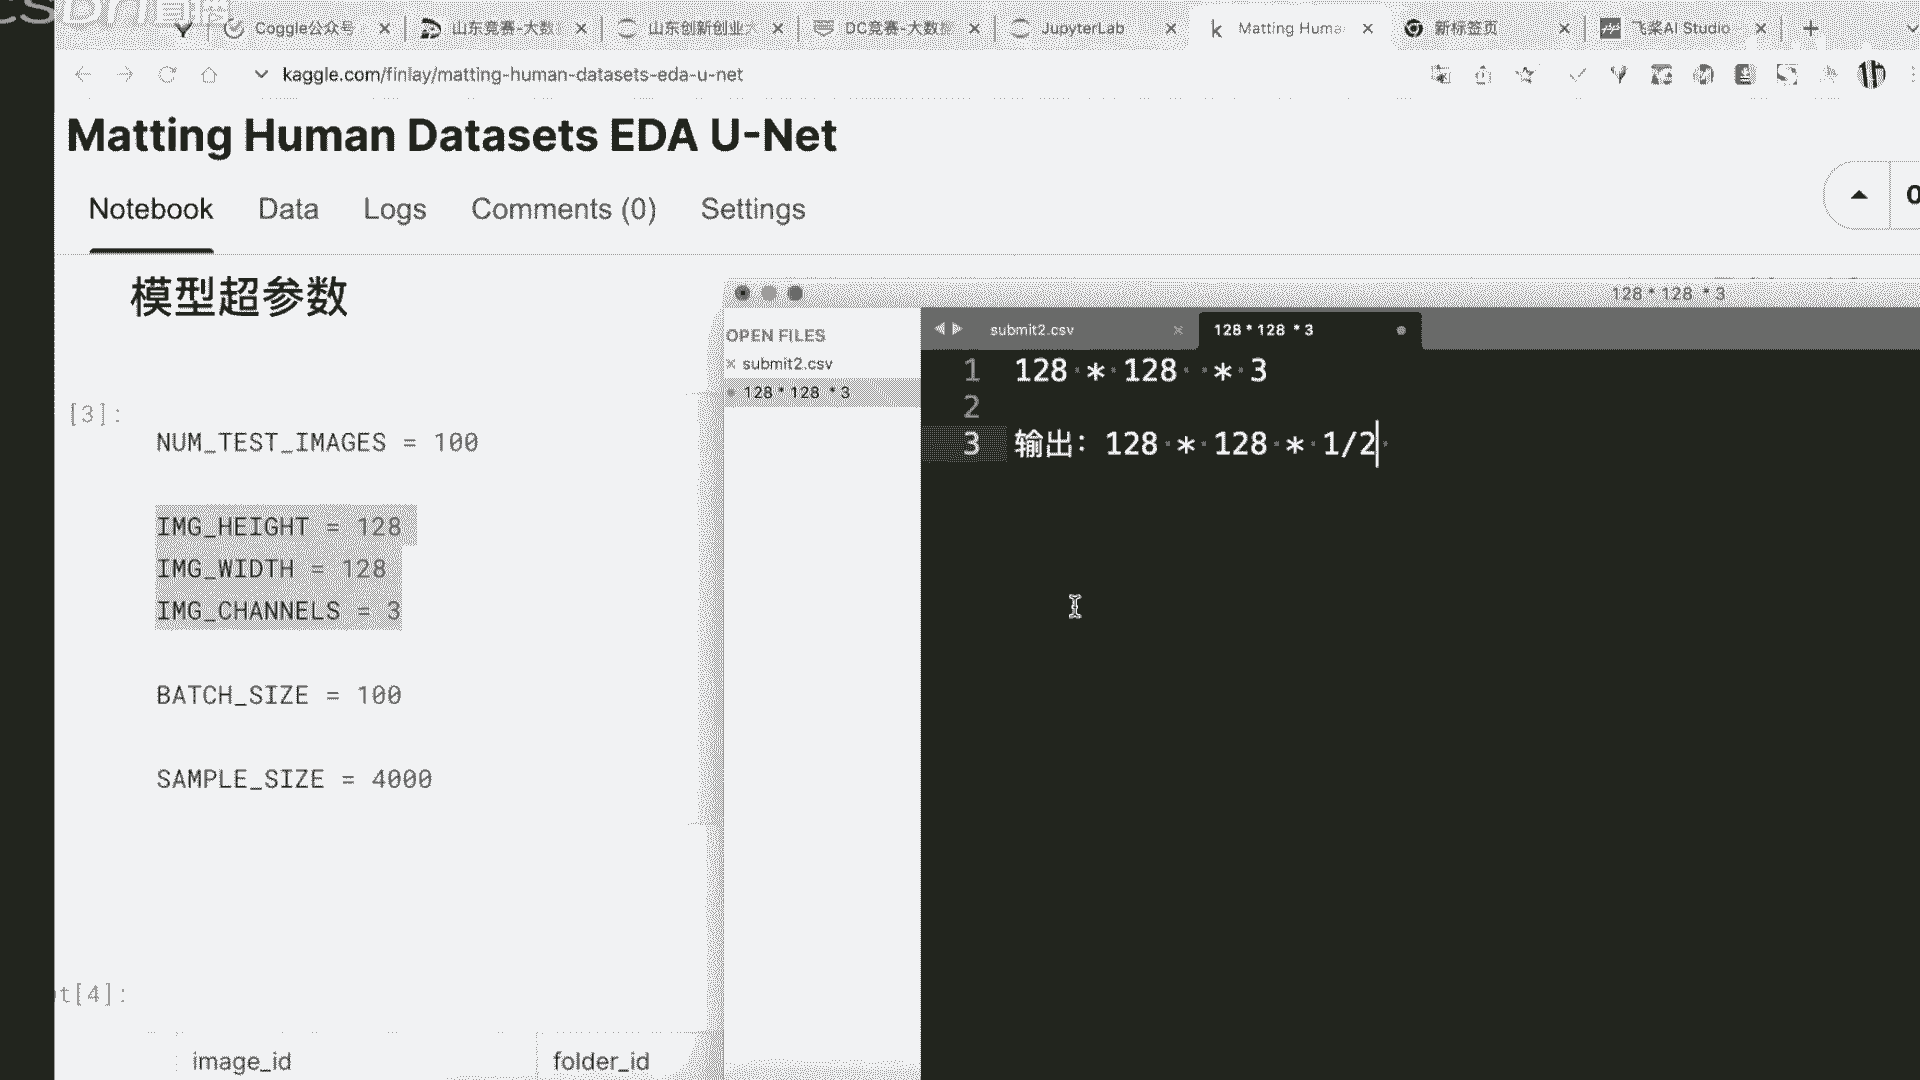 CSDN
Coggle公众号
山东竞赛-大数
山东创新创业大
DC竞赛-大数据
JupyterLab
Matting Huma
新标签页
飞桨AI Studio
kaggle.com/finlay/matting-human-datasets-eda-u-net
Matting Human Datasets EDA U-Net
Notebook Data Logs Comments (0) Settings
0
模型超参数
[3]:
NUM_TEST_IMAGES = 100
IMG_HEIGHT = 128
IMG_WIDTH = 128
IMG_CHANNELS = 3
BATCH_SIZE = 100
SAMPLE_SIZE = 4000
t[4]:
image_id folder_id
128 * 128 * 3
OPEN FILES
submit2.csv
128 * 128 * 3
submit2.csv
128 * 128 * 3
1 128 * 128 * 3
2
3 输出: 128 * 128 * 1/2